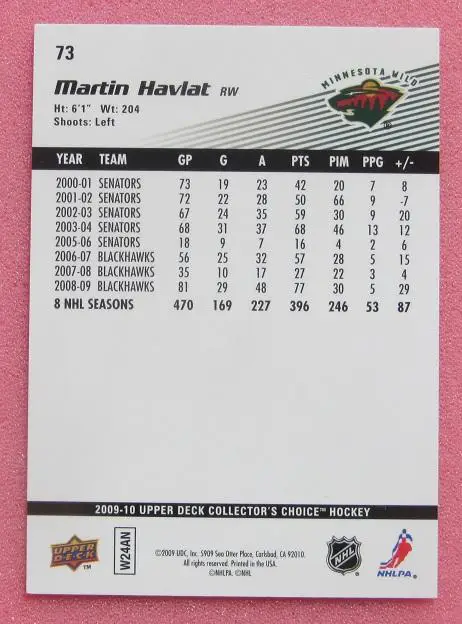 73
Martin Havlat RW
MINNESOTA WILD
Ht: 6'1" Wt: 204
Shoots: Left
YEAR TEAM GP G A PTS PIM PPG +/-
2000-01 SENATORS 73 19 23 42 20 7 8
2001-02 SENATORS 72 22 28 50 66 9 -7
2002-03 SENATORS 67 24 35 59 30 9 20
2003-04 SENATORS 68 31 37 68 46 13 12
2005-06 SENATORS 18 9 7 16 4 2 6
2006-07 BLACKHAWKS 56 25 32 57 28 5 15
2007-08 BLACKHAWKS 35 10 17 27 22 3 4
2008-09 BLACKHAWKS 81 29 48 77 30 5 29
8 NHL SEASONS 470 169 227 396 246 53 87
2009-10 UPPER DECK COLLECTOR'S CHOICE™ HOCKEY
UPPER DECK™
W24AN
©2009 UDC, Inc. 5909 Sea Otter Place, Carlsbad, CA 92010.
All rights reserved. Printed in the USA.
©NHLPA. ©NHL
NHL
NHLPA.